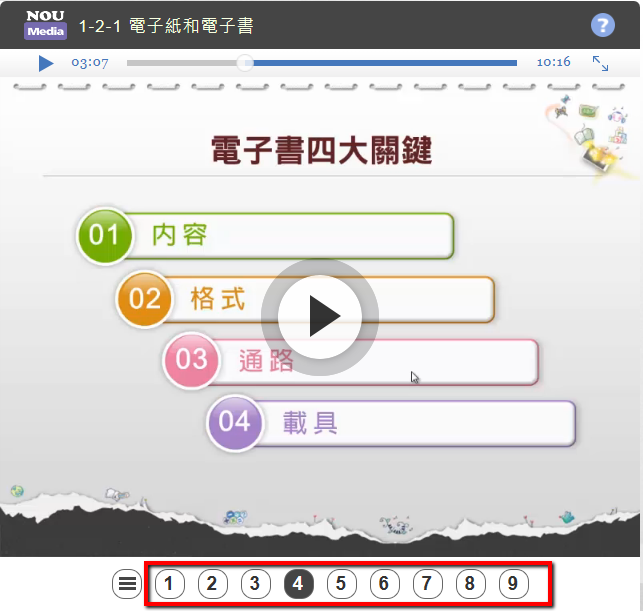 NOU
Media
1-2-1 電子紙和電子書
?
03:07
10:16
電子書四大關鍵
01 內容
02 格式
03 通路
04 載具
1 2 3 4 5 6 7 8 9